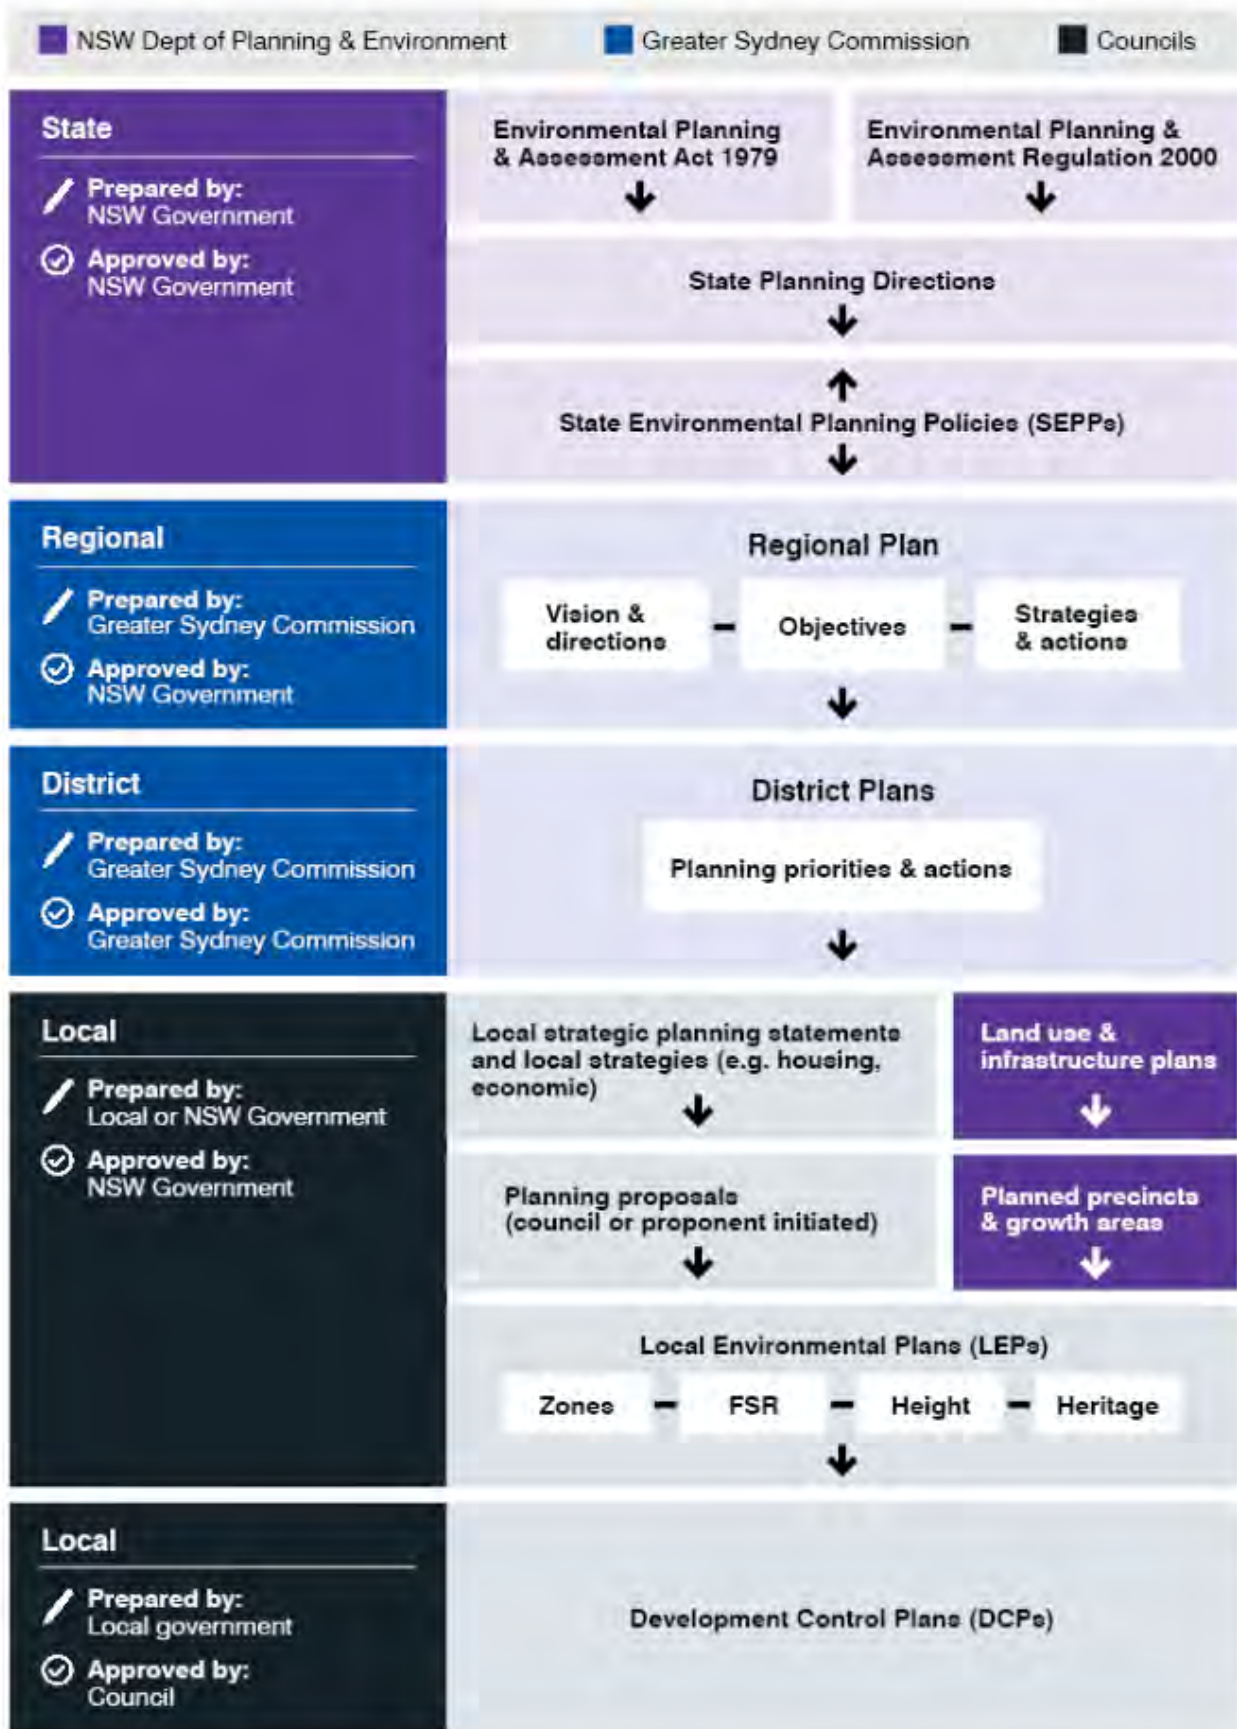 NSW Dept of Planning & Environment
Greater Sydney Commission
Councils
State
Prepared by:
NSW Government
Approved by:
NSW Government
Environmental Planning
& Assessment Act 1979
Environmental Planning &
Assessment Regulation 2000
State Planning Directions
State Environmental Planning Policies (SEPPs)
Regional
Prepared by:
Greater Sydney Commission
Approved by:
NSW Government
Regional Plan
Vision &
directions
Objectives
Strategies
& actions
District
Prepared by:
Greater Sydney Commission
Approved by:
Greater Sydney Commission
District Plans
Planning priorities & actions
Local
Prepared by:
Local or NSW Government
Approved by:
NSW Government
Local strategic planning statements
and local strategies (e.g. housing,
economic)
Land use &
infrastructure plans
Planning proposals
(council or proponent initiated)
Planned precincts
& growth areas
Local Environmental Plans (LEPs)
Zones
FSR
Height
Heritage
Local
Prepared by:
Local government
Approved by:
Council
Development Control Plans (DCPs)